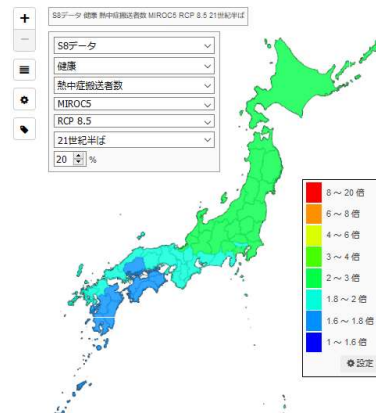 S8データ 健康 熱中症搬送者数 MIROC5 RCP 8.5 21世紀半ば
S8データ
健康
熱中症搬送者数
MIROC5
RCP 8.5
21世紀半ば
20 %
8 ～ 20 倍
6 ～ 8 倍
4 ～ 6 倍
3 ～ 4 倍
2 ～ 3 倍
1.8 ～ 2 倍
1.6 ～ 1.8 倍
1 ～ 1.6 倍
設定